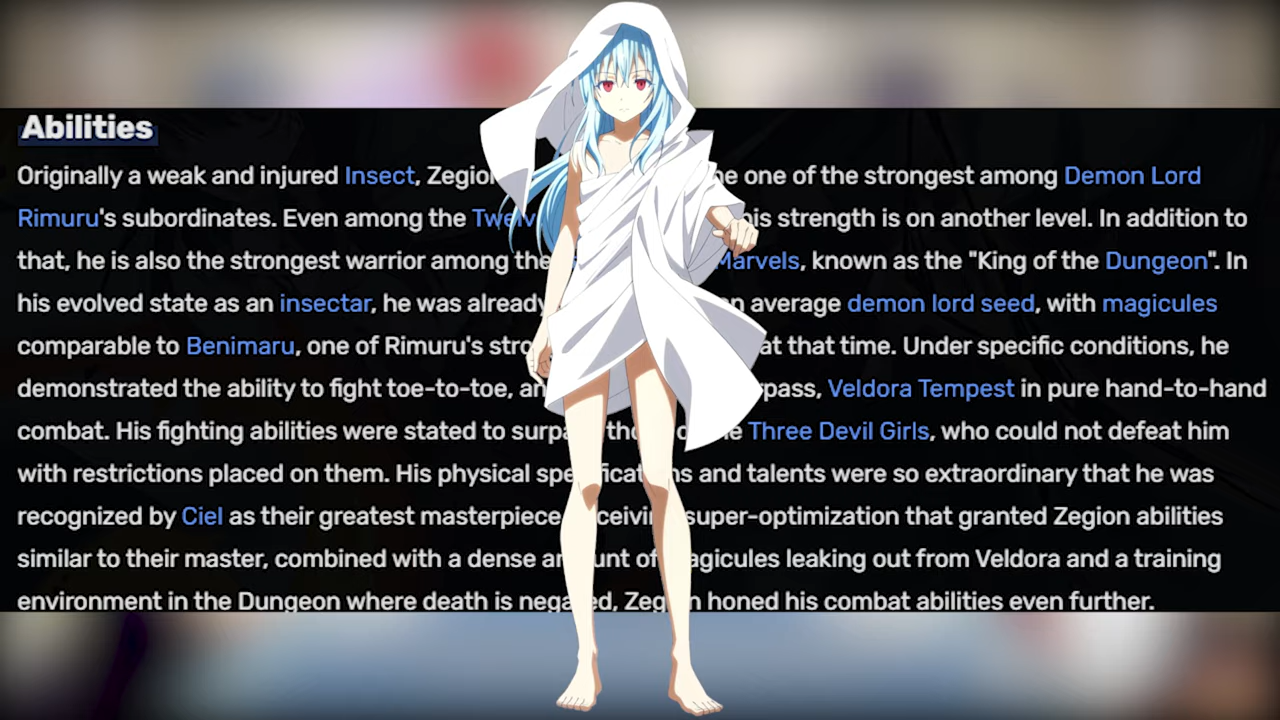 Abilities
Originally a weak and injured Insect, one of the strongest among Demon Lord
Rimuru's subordinates. Even among the his strength is on another level. In addition to
that, he is also the strongest warrior among the Marvels, known as the "King of the Dungeon". In
his evolved state as an insectar, he was already average demon lord seed, with magicules
comparable to Benimaru, one of Rimuru's at that time. Under specific conditions, he
demonstrated the ability to fight toe-to-toe, Veldora Tempest in pure hand-to-hand
combat. His fighting abilities were stated to Three Devil Girls, who could not defeat him
with restrictions placed on them. His physical and talents were so extraordinary that he was
recognized by Ciel as their greatest masterpiece super-optimization that granted Zegion abilities
similar to their master, combined with a dense of magicules leaking out from Veldora and a training
environment in the Dungeon where death is negated, Zegion honed his combat abilities even further.